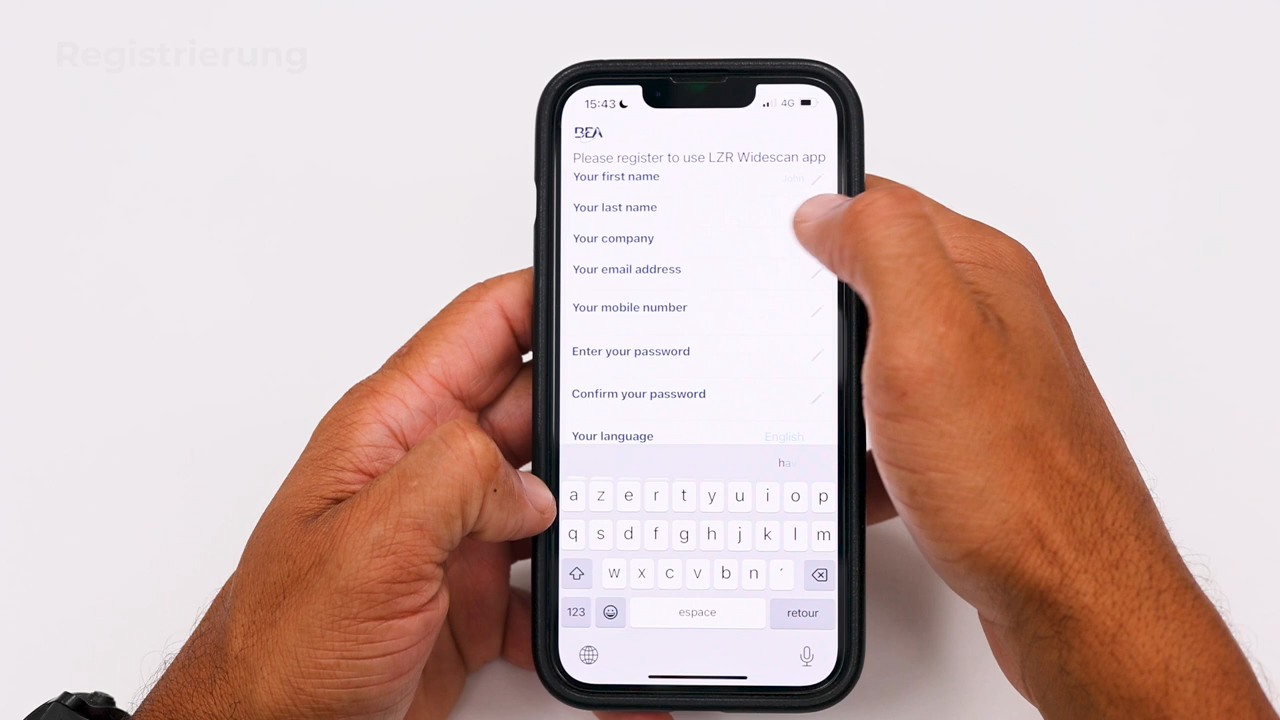 Registrierung
15:43 4G
BEA
Please register to use LZR Widescan app
Your first name John
Your last name
Your company
Your email address
Your mobile number
Enter your password
Confirm your password
Your language English
a z e r t y u i o p
q s d f g h j k l m
w x c v b n ´
123 espace retour